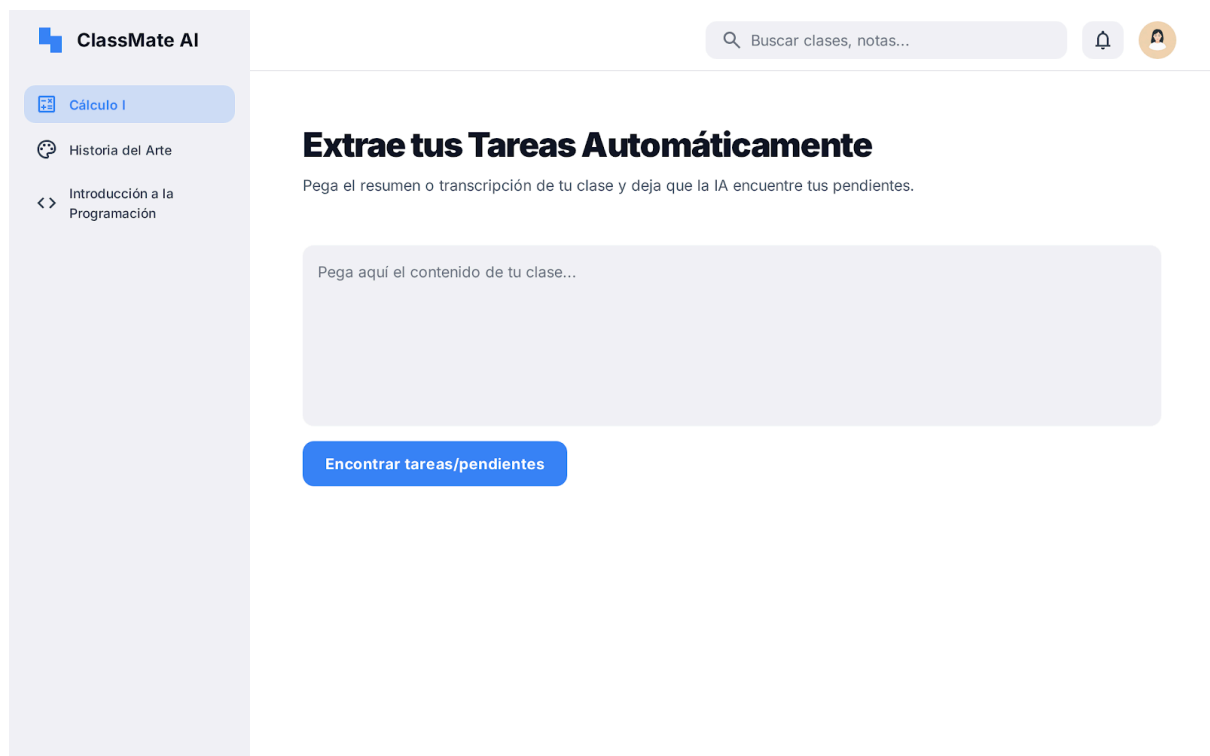 ClassMate AI
Buscar clases, notas...
Cálculo I
Historia del Arte
Introducción a la
Programación
Extrae tus Tareas Automáticamente
Pega el resumen o transcripción de tu clase y deja que la IA encuentre tus pendientes.
Pega aquí el contenido de tu clase...
Encontrar tareas/pendientes